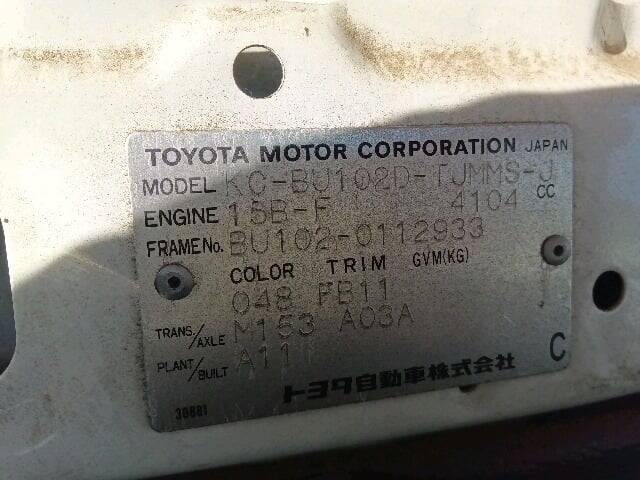 TOYOTA MOTOR CORPORATION JAPAN
MODEL KC-BU102D-TJMMS-J
ENGINE 15B-F 4104 CC
FRAME No. BU102-0112933
COLOR TRIM GVM(KG)
048 FB11
TRANS./AXLE M153 A03A
PLANT/BUILT A11
トヨタ自動車株式会社 C
30881